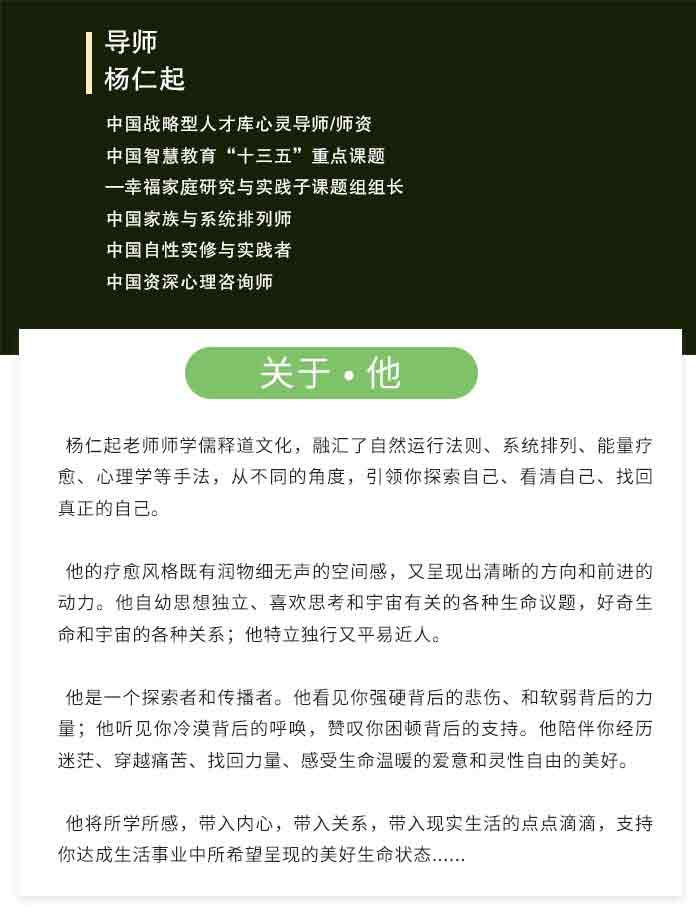 导师
杨仁起
中国战略型人才库心灵导师/师资
中国智慧教育“十三五”重点课题
—幸福家庭研究与实践子课题组组长
中国家族与系统排列师
中国自性实修与实践者
中国资深心理咨询师
关于•他
杨仁起老师师学儒释道文化，融汇了自然运行法则、系统排列、能量疗
愈、心理学等手法，从不同的角度，引领你探索自己、看清自己、找回
真正的自己。
他的疗愈风格既有润物细无声的空间感，又呈现出清晰的方向和前进的
动力。他自幼思想独立、喜欢思考和宇宙有关的各种生命议题，好奇生
命和宇宙的各种关系；他特立独行又平易近人。
他是一个探索者和传播者。他看见你强硬背后的悲伤、和软弱背后的力
量；他听见你冷漠背后的呼唤，赞叹你困顿背后的支持。他陪伴你经历
迷茫、穿越痛苦、找回力量、感受生命温暖的爱意和灵性自由的美好。
他将所学所感，带入内心，带入关系，带入现实生活的点点滴滴，支持
你达成生活事业中所希望呈现的美好生命状态......